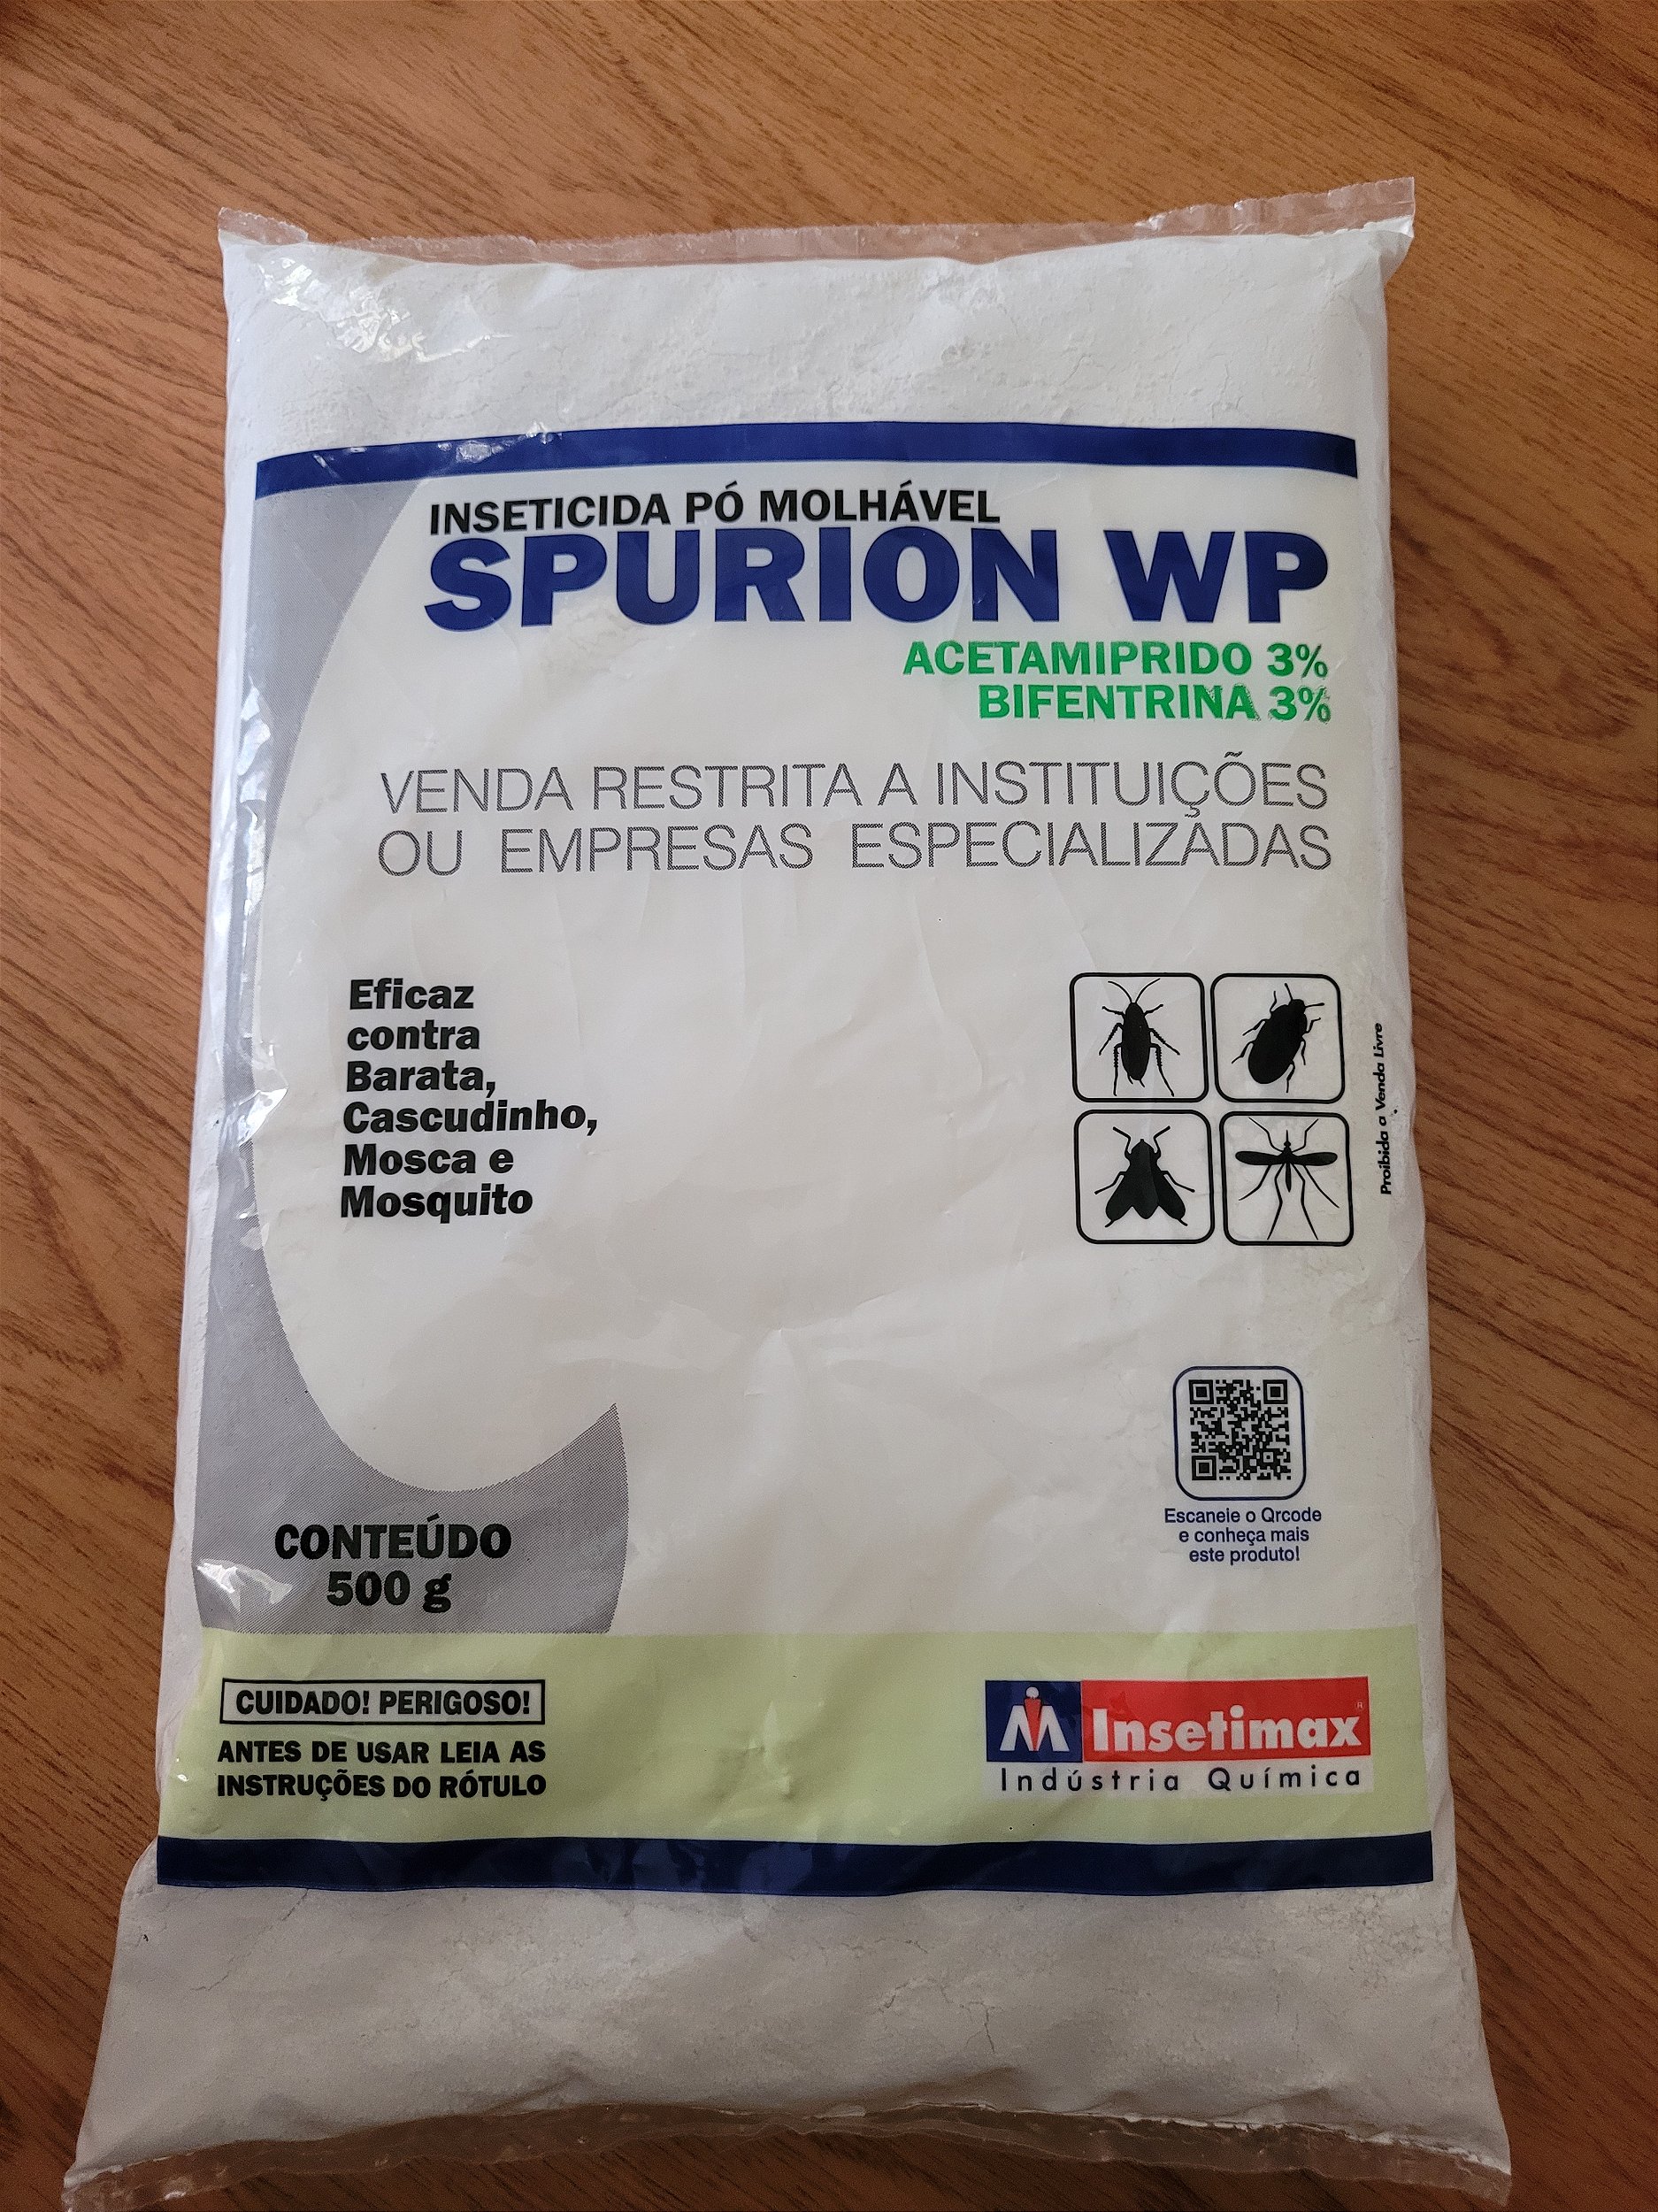 INSETICIDA PÓ MOLHÁVEL
SPURION WP
ACETAMIPRIDO 3%
BIFENTRINA 3%
VENDA RESTRITA A INSTITUIÇÕES
OU EMPRESAS ESPECIALIZADAS
Eficaz
contra
Barata,
Cascudinho,
Mosca e
Mosquito
Proibida a Venda Livre
Escaneie o Qrcode
e conheça mais
este produto!
CONTEÚDO
500 g
CUIDADO! PERIGOSO!
ANTES DE USAR LEIA AS
INSTRUÇÕES DO RÓTULO
Insetimax
Indústria Química